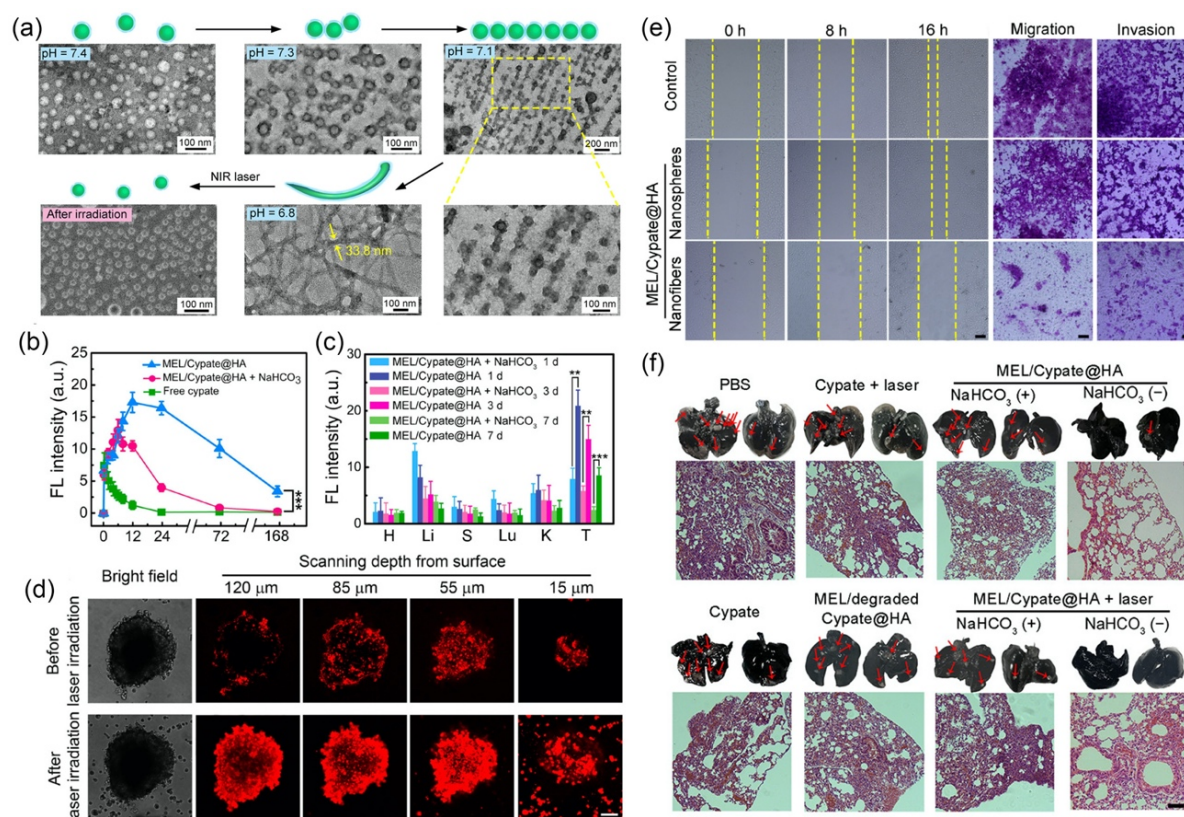 (a)
pH = 7.4
100 nm
pH = 7.3
100 nm
pH = 7.1
200 nm
NIR laser
After irradiation
100 nm
pH = 6.8
33.8 nm
100 nm
100 nm
(b)
FL intensity (a.u.)
25
20
15
10
5
0
MEL/Cypate@HA
MEL/Cypate@HA + NaHCO3
Free cypate
***
0 12 24 72 168
(c)
FL intensity (a.u.)
30
20
10
0
MEL/Cypate@HA + NaHCO3 1 d
MEL/Cypate@HA 1 d
MEL/Cypate@HA + NaHCO3 3 d
MEL/Cypate@HA 3 d
MEL/Cypate@HA + NaHCO3 7 d
MEL/Cypate@HA 7 d
**
**
***
H Li S Lu K T
(d)
Bright field
Scanning depth from surface
120 μm 85 μm 55 μm 15 μm
Before
laser irradiation
After
laser irradiation
(e)
0 h 8 h 16 h Migration Invasion
Control
MEL/Cypate@HA
Nanospheres
Nanofibers
(f)
PBS
Cypate + laser
MEL/Cypate@HA
NaHCO3 (+) NaHCO3 (−)
Cypate
MEL/degraded
Cypate@HA
MEL/Cypate@HA + laser
NaHCO3 (+) NaHCO3 (−)